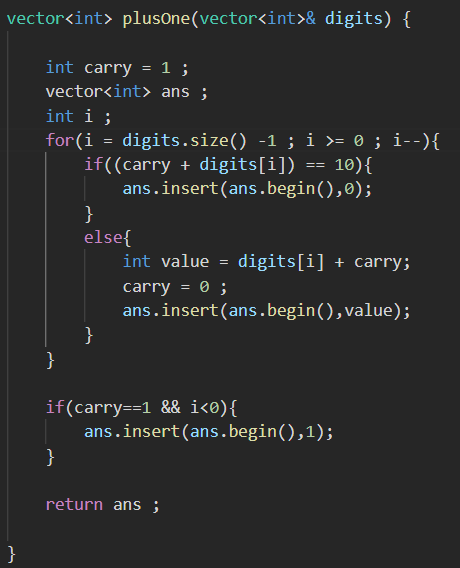 vector<int> plusOne(vector<int>& digits) {
int carry = 1 ;
vector<int> ans ;
int i ;
for(i = digits.size() -1 ; i >= 0 ; i--){
if((carry + digits[i]) == 10){
ans.insert(ans.begin(),0);
}
else{
int value = digits[i] + carry;
carry = 0 ;
ans.insert(ans.begin(),value);
}
}
if(carry==1 && i<0){
ans.insert(ans.begin(),1);
}
return ans ;
}